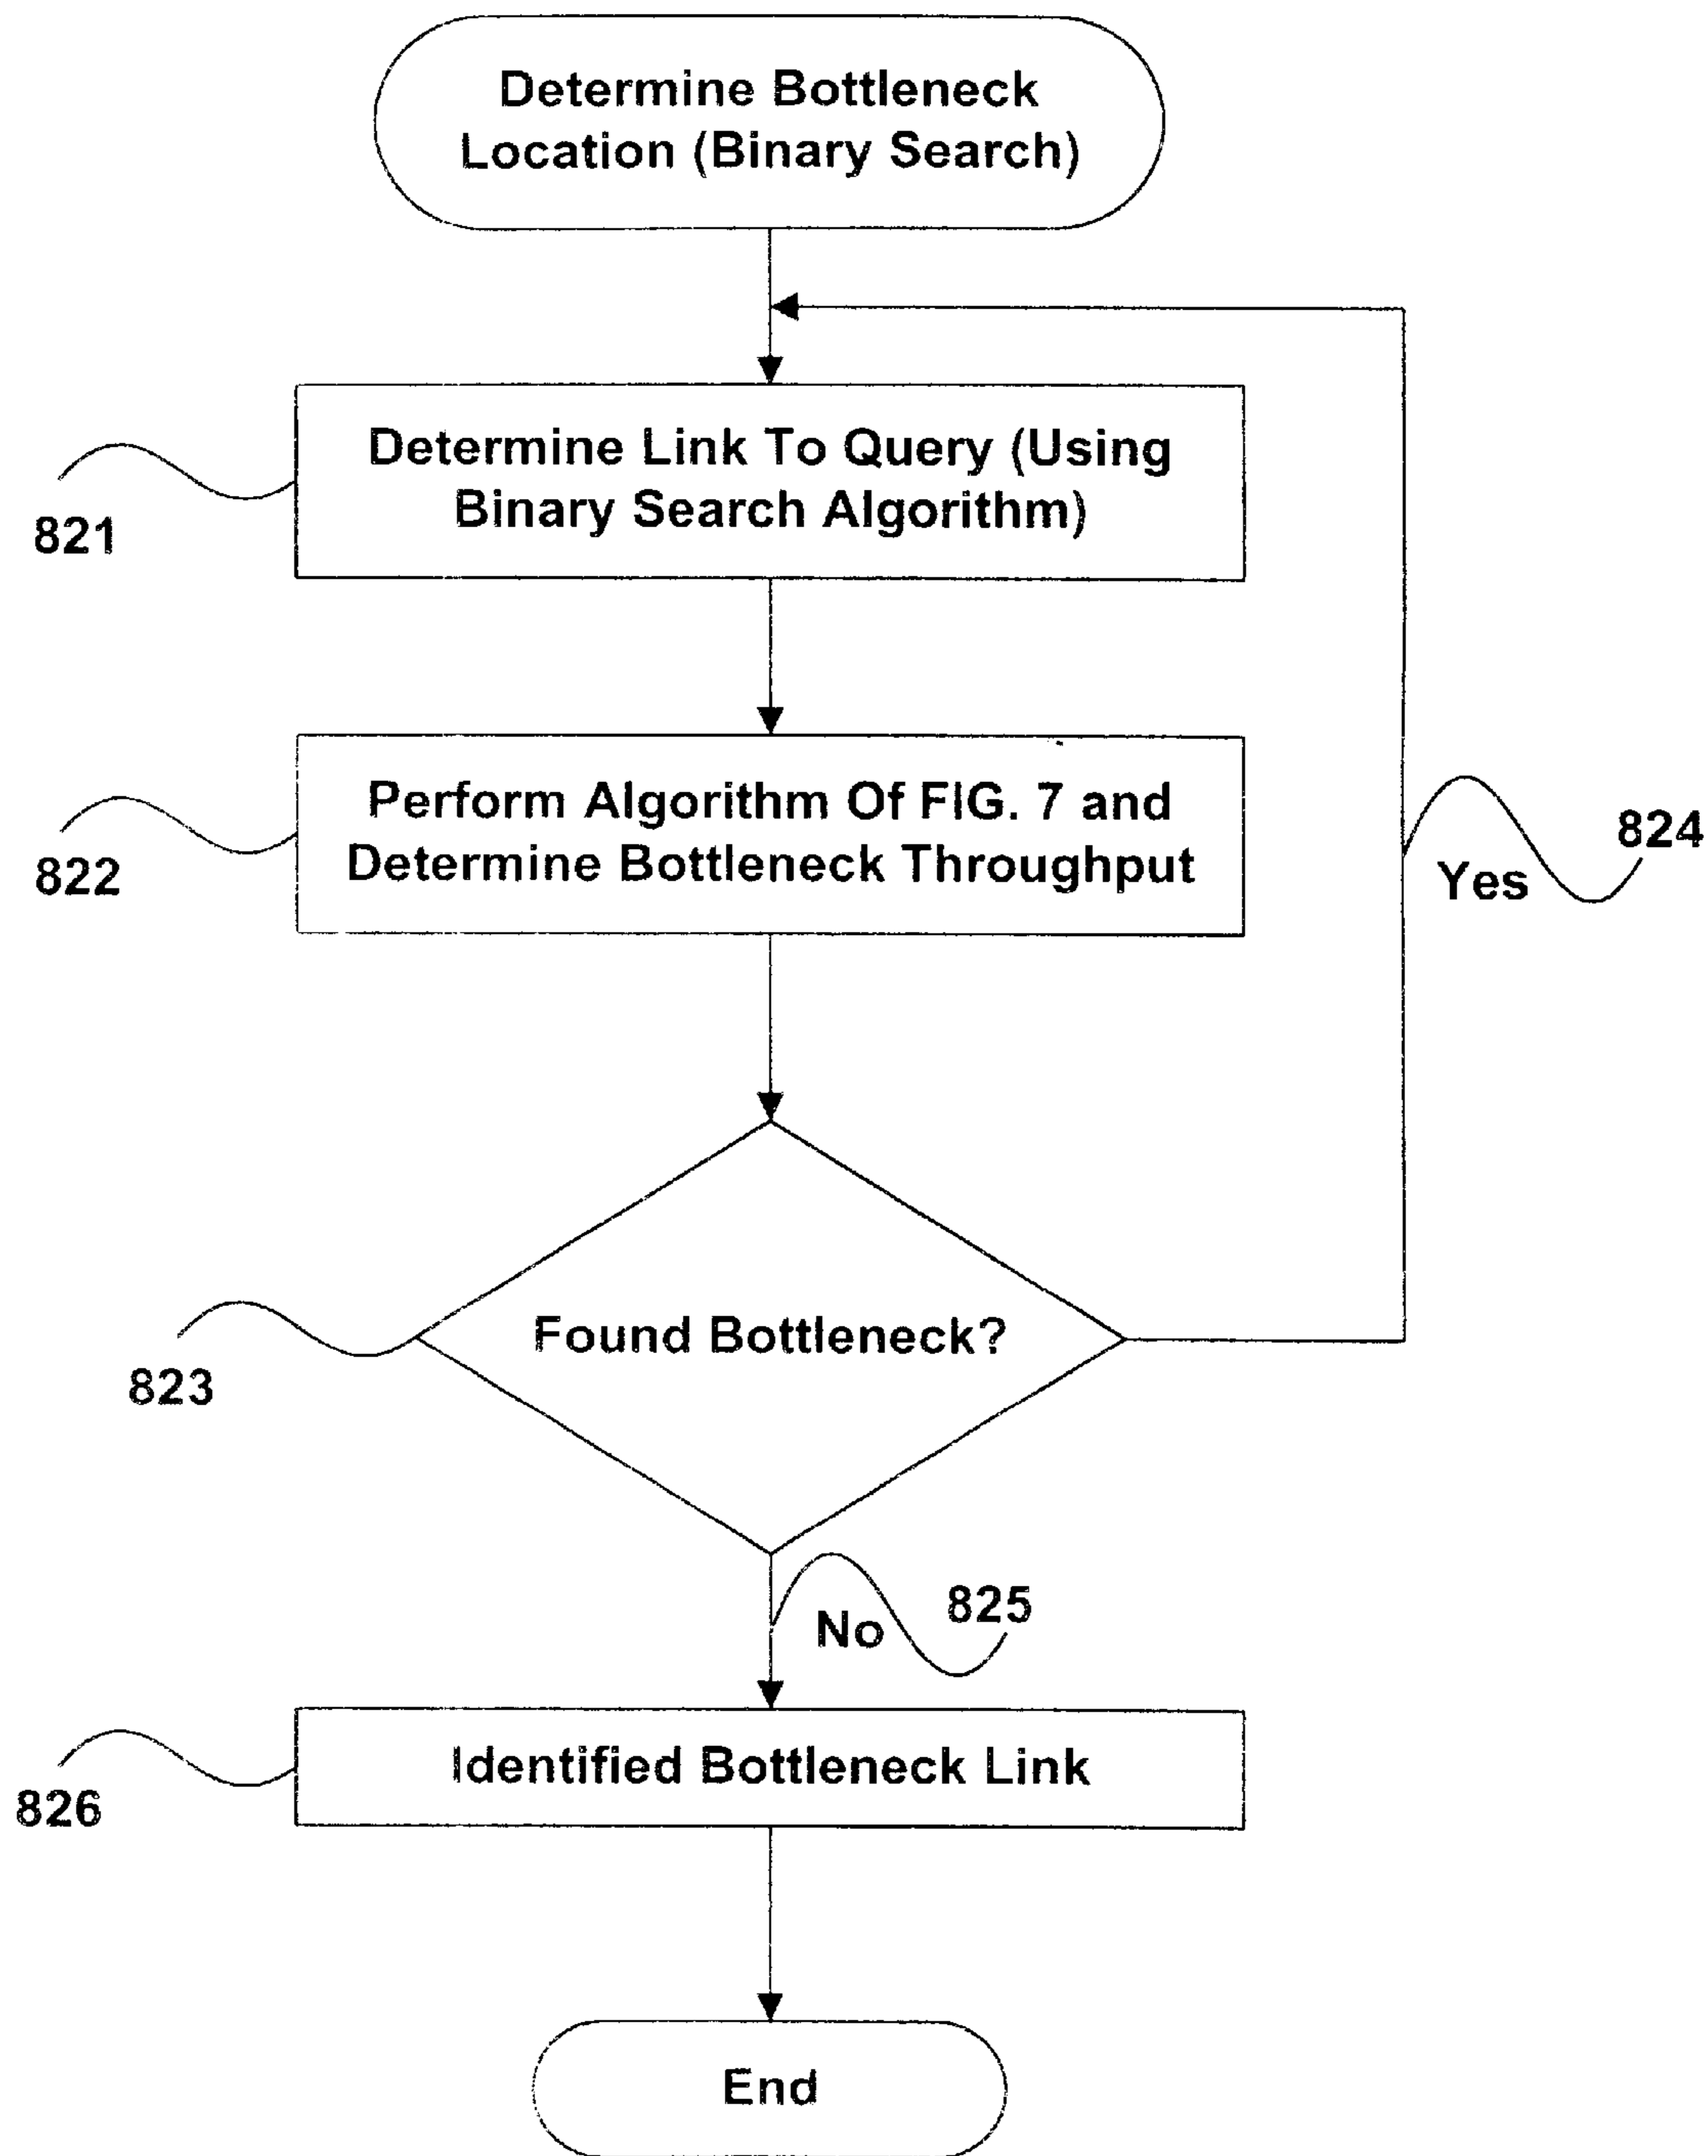 Determine Bottleneck
Location (Binary Search)
Determine Link To Query (Using
Binary Search Algorithm)
821
Perform Algorithm Of FIG. 7 and
Determine Bottleneck Throughput
822
824
Yes
Found Bottleneck?
823
825
No
Identified Bottleneck Link
826
End